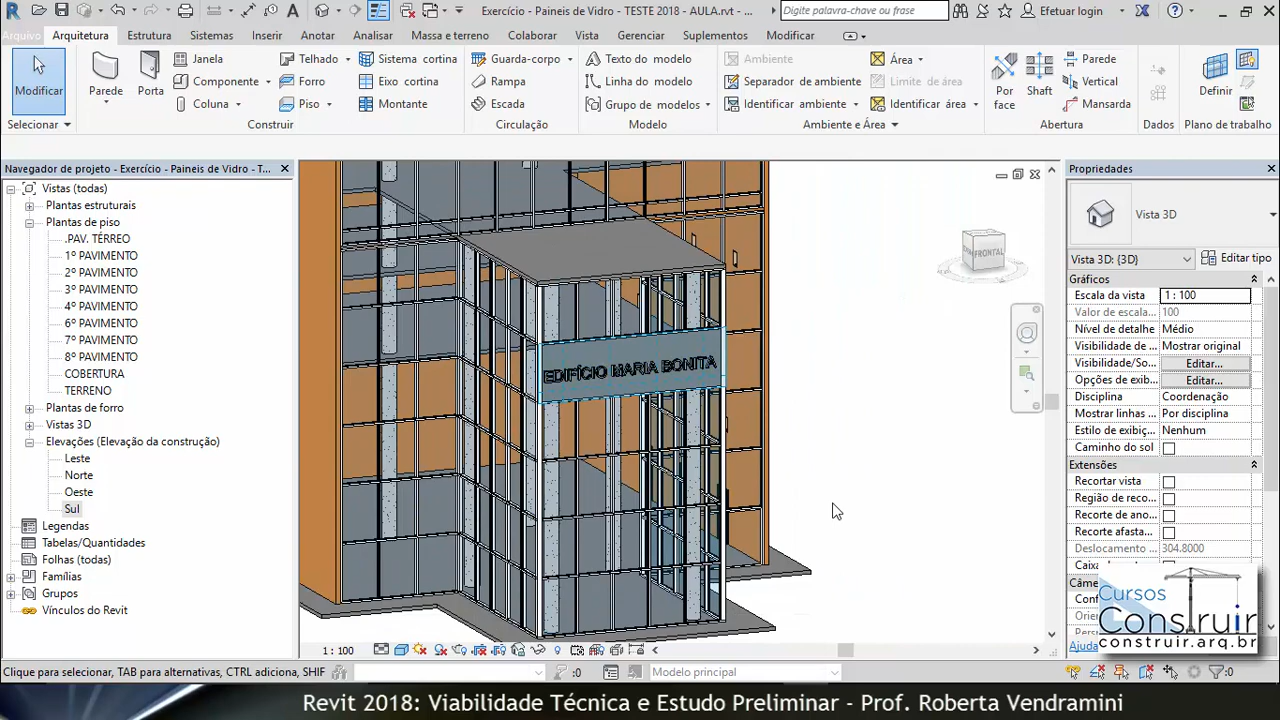 Exercício - Paineis de Vidro - TESTE 2018 - AULA.rvt - ...
Digite palavra-chave ou frase
Efetuar login
Arquivo Arquitetura Estrutura Sistemas Inserir Anotar Analisar Massa e terreno Colaborar Vista Gerenciar Suplementos Modificar
Modificar
Selecionar
Parede
Porta
Janela
Componente
Coluna
Telhado
Forro
Piso
Sistema cortina
Eixo cortina
Montante
Construir
Guarda-corpo
Rampa
Escada
Circulação
Texto do modelo
Linha do modelo
Grupo de modelos
Modelo
Ambiente
Separador de ambiente
Identificar ambiente
Área
Limite de área
Identificar área
Ambiente e Área
Por face
Shaft
Parede
Vertical
Mansarda
Abertura
Dados
Definir
Plano de trabalho
Navegador de projeto - Exercício - Paineis de Vidro - T...
Vistas (todas)
Plantas estruturais
Plantas de piso
.PAV. TÉRREO
1º PAVIMENTO
2º PAVIMENTO
3º PAVIMENTO
4º PAVIMENTO
6º PAVIMENTO
7º PAVIMENTO
8º PAVIMENTO
COBERTURA
TERRENO
Plantas de forro
Vistas 3D
Elevações (Elevação da construção)
Leste
Norte
Oeste
Sul
Legendas
Tabelas/Quantidades
Folhas (todas)
Famílias
Grupos
Vínculos do Revit
EDIFÍCIO MARIA BONITA
FRONTAL
Propriedades
Vista 3D
Vista 3D: {3D}
Editar tipo
Gráficos
Escala da vista 1 : 100
Valor de escala... 100
Nível de detalhe Médio
Visibilidade de ... Mostrar original
Visibilidade/So... Editar...
Opções de exib... Editar...
Disciplina Coordenação
Mostrar linhas ... Por disciplina
Estilo de exibiç... Nenhum
Caminho do sol
Extensões
Recortar vista
Região de reco...
Recorte de ano...
Recorte afasta...
Deslocamento ... 304.8000
Caixa
Câme
Conf
Orie
Ajuda
Cursos
Construir
construir.arq.br
1 : 100
Clique para selecionar, TAB para alternativas, CTRL adiciona, SHIF
:0
Modelo principal
:0
Revit 2018: Viabilidade Técnica e Estudo Preliminar - Prof. Roberta Vendramini